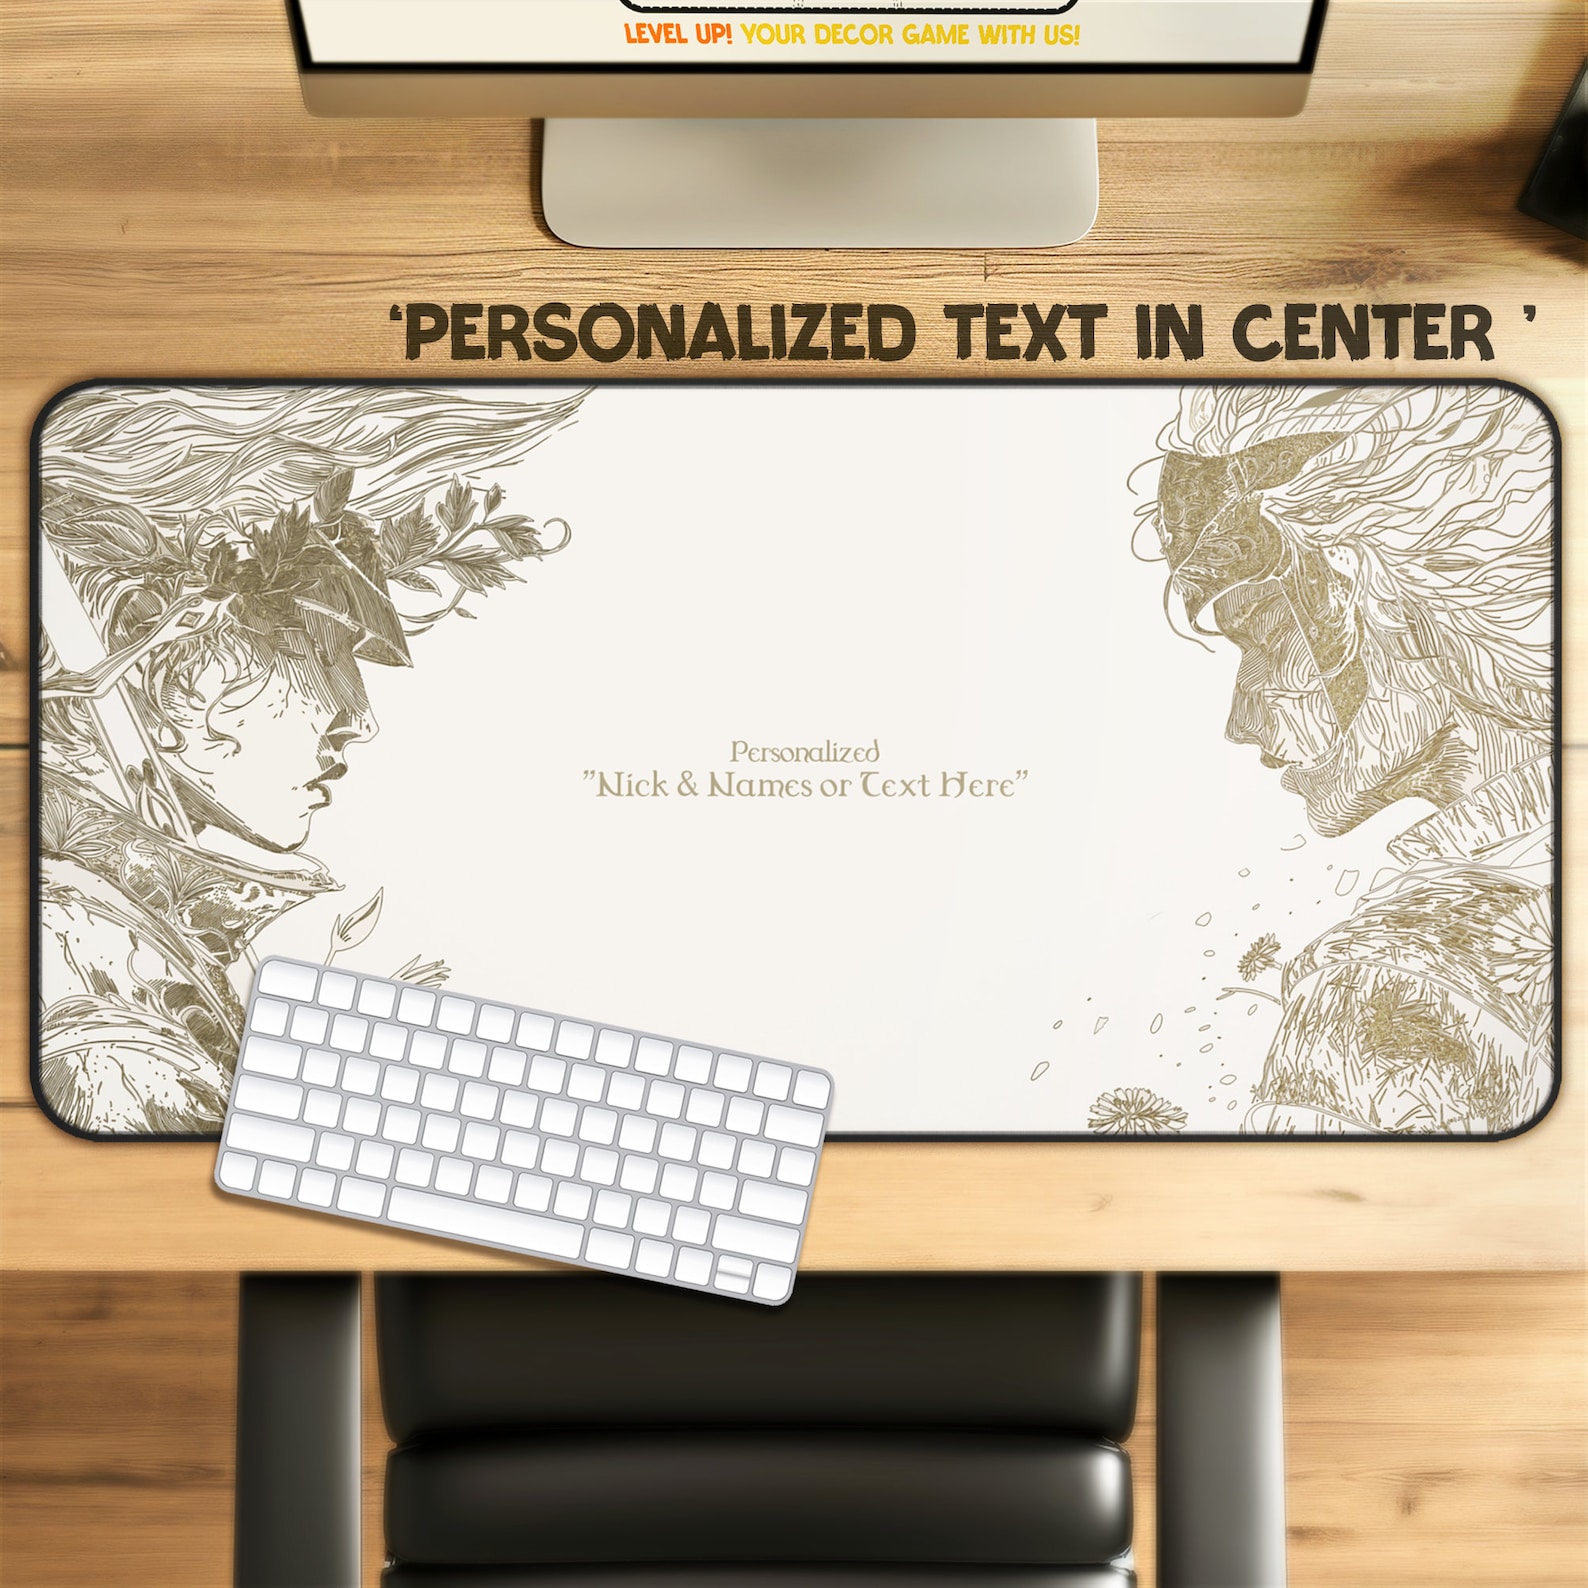 LEVEL UP! YOUR DECOR GAME WITH US!
‘PERSONALIZED TEXT IN CENTER ’
Personalized
”Nick & Names or Text Here”